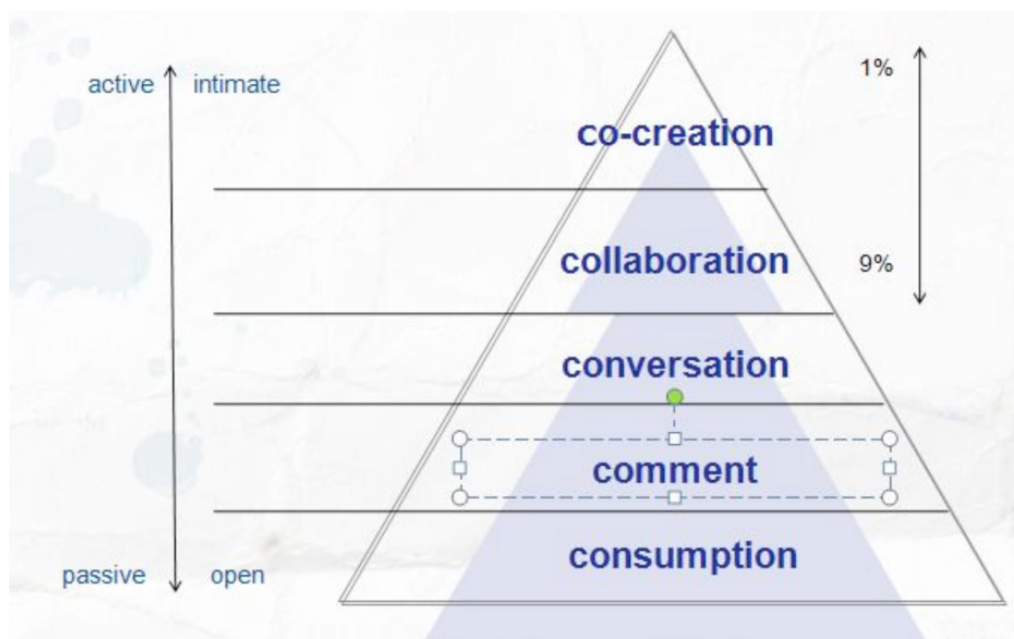 active intimate
1%
co-creation
collaboration
9%
conversation
comment
consumption
passive open